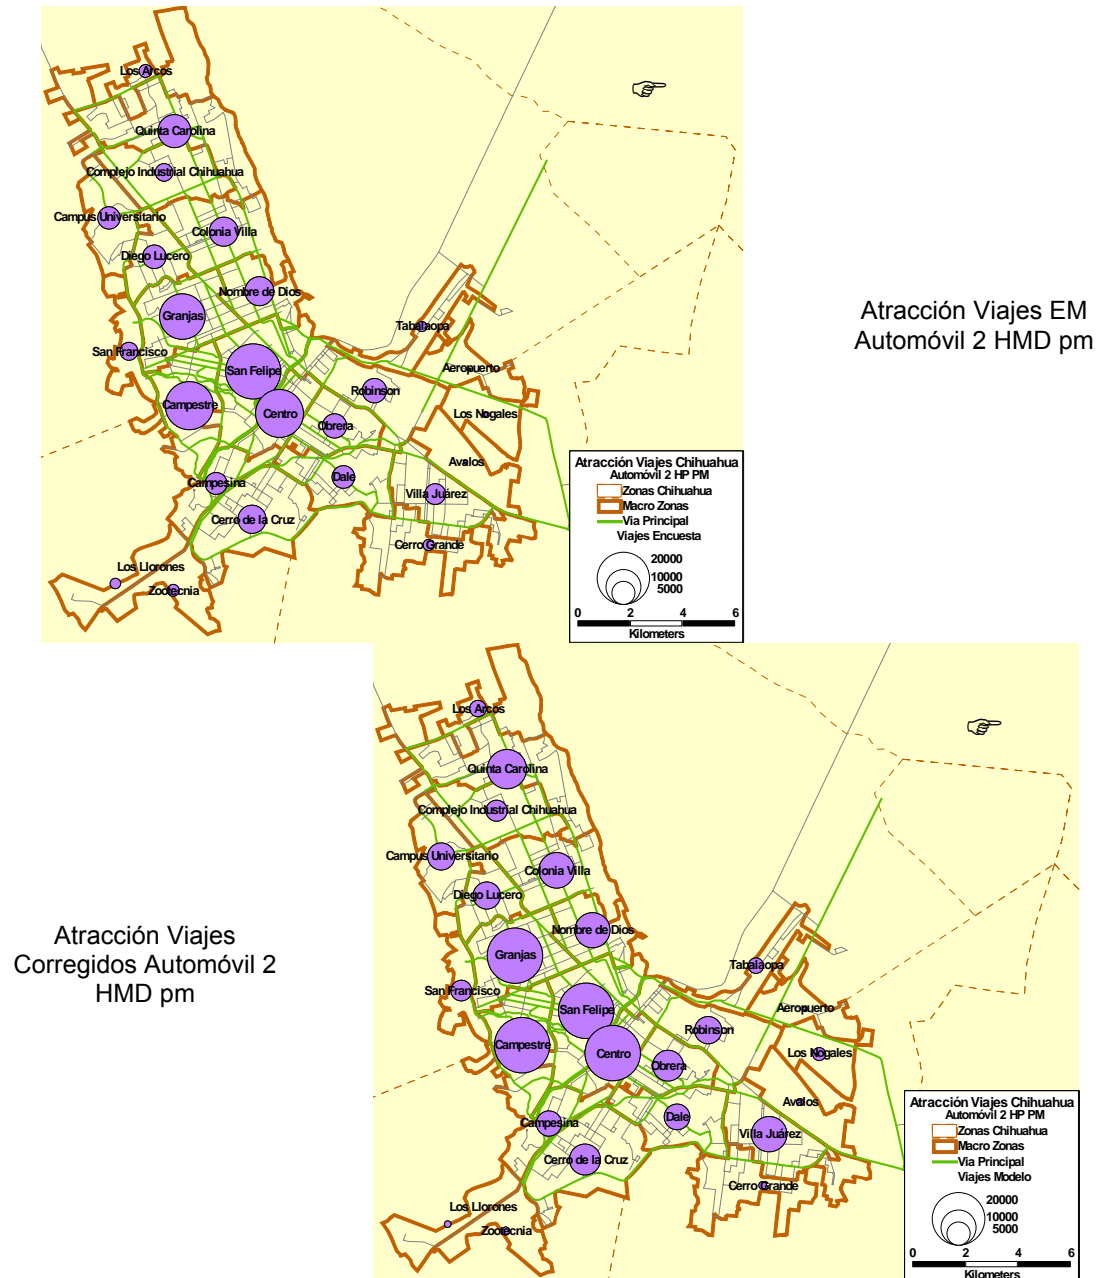 Los Arcos
Quinta Carolina
Complejo Industrial Chihuahua
Campus Universitario
Colonia Villa
Diego Lucero
Nombre de Dios
Granjas
Tabalaopa
San Francisco
San Felipe
Aeropuerto
Robinson
Campestre
Centro
Los Nogales
Obrera
Avalos
Dale
Campesina
Villa Juárez
Cerro de la Cruz
Cerro Grande
Los Llorones
Zootecnia
Atracción Viajes Chihuahua
Automóvil 2 HP PM
Zonas Chihuahua
Macro Zonas
Via Principal
Viajes Encuesta
20000
10000
5000
0 2 4 6
Kilometers
Atracción Viajes EM
Automóvil 2 HMD pm
Atracción Viajes
Corregidos Automóvil 2
HMD pm
Los Arcos
Quinta Carolina
Complejo Industrial Chihuahua
Campus Universitario
Colonia Villa
Diego Lucero
Nombre de Dios
Granjas
Tabalaopa
San Francisco
San Felipe
Aeropuerto
Robinson
Campestre
Centro
Los Nogales
Obrera
Avalos
Dale
Campesina
Villa Juárez
Cerro de la Cruz
Cerro Grande
Los Llorones
Zootecnia
Atracción Viajes Chihuahua
Automóvil 2 HP PM
Zonas Chihuahua
Macro Zonas
Via Principal
Viajes Modelo
20000
10000
5000
0 2 4 6
Kilometers